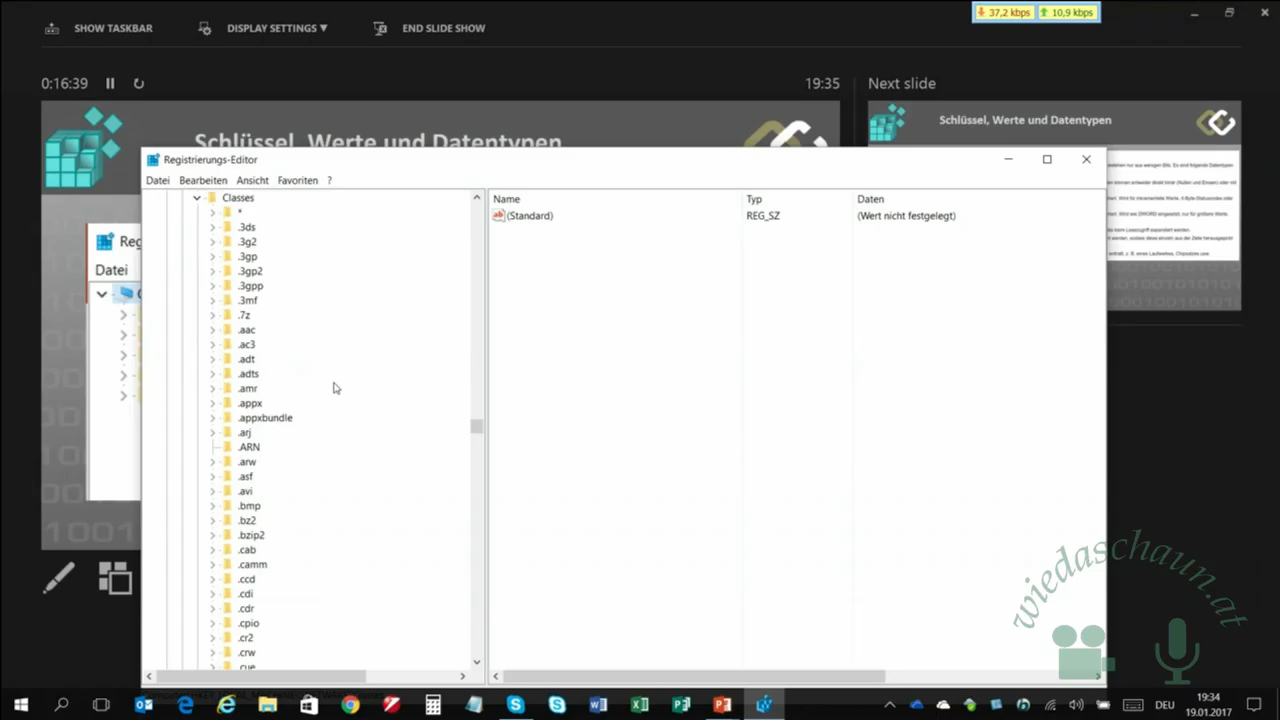 37,2 kbps 10,9 kbps
SHOW TASKBAR DISPLAY SETTINGS ▼ END SLIDE SHOW
0:16:39 19:35 Next slide
Schlüssel, Werte und Datentypen
Schlüssel, Werte und Datentypen
Registrierungs-Editor
Datei Bearbeiten Ansicht Favoriten ?
Reg
Datei
Classes
*
.3ds
.3g2
.3gp
.3gp2
.3gpp
.3mf
.7z
.aac
.ac3
.adt
.adts
.amr
.appx
.appxbundle
.arj
.ARN
.arw
.asf
.avi
.bmp
.bz2
.bzip2
.cab
.camm
.ccd
.cdi
.cdr
.cpio
.cr2
.crw
.cue
Name Typ Daten
(Standard) REG_SZ (Wert nicht festgelegt)
wiedaschaun.at
DEU
19:34
19.01.2017